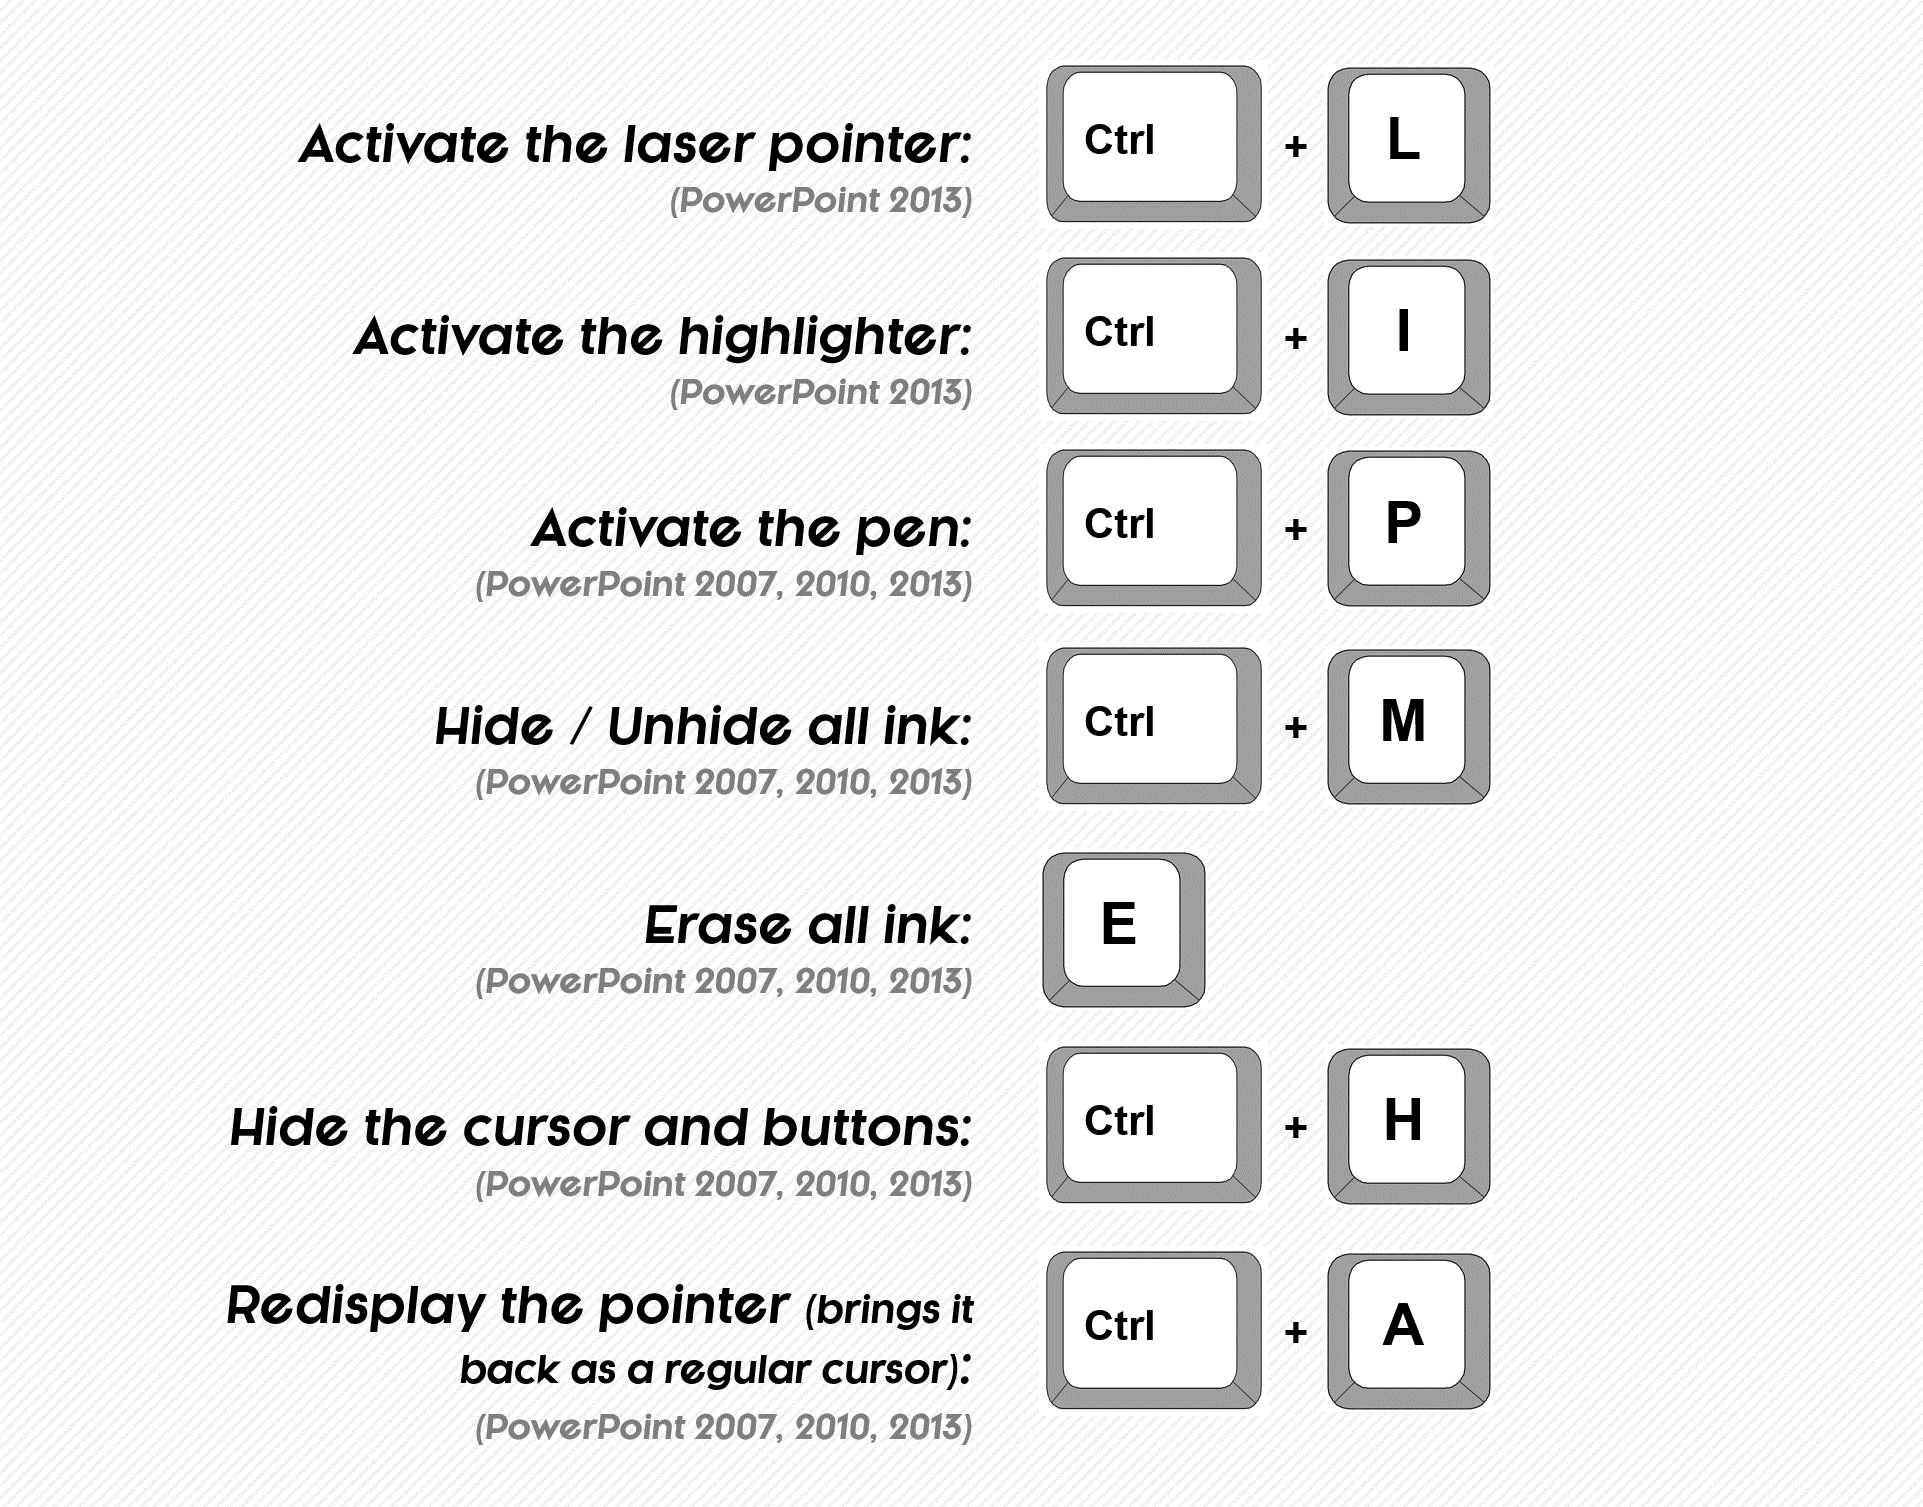 Activate the laser pointer: Ctrl + L
(PowerPoint 2013)
Activate the highlighter: Ctrl + I
(PowerPoint 2013)
Activate the pen: Ctrl + P
(PowerPoint 2007, 2010, 2013)
Hide / Unhide all ink: Ctrl + M
(PowerPoint 2007, 2010, 2013)
Erase all ink: E
(PowerPoint 2007, 2010, 2013)
Hide the cursor and buttons: Ctrl + H
(PowerPoint 2007, 2010, 2013)
Redisplay the pointer (brings it Ctrl + A
back as a regular cursor):
(PowerPoint 2007, 2010, 2013)